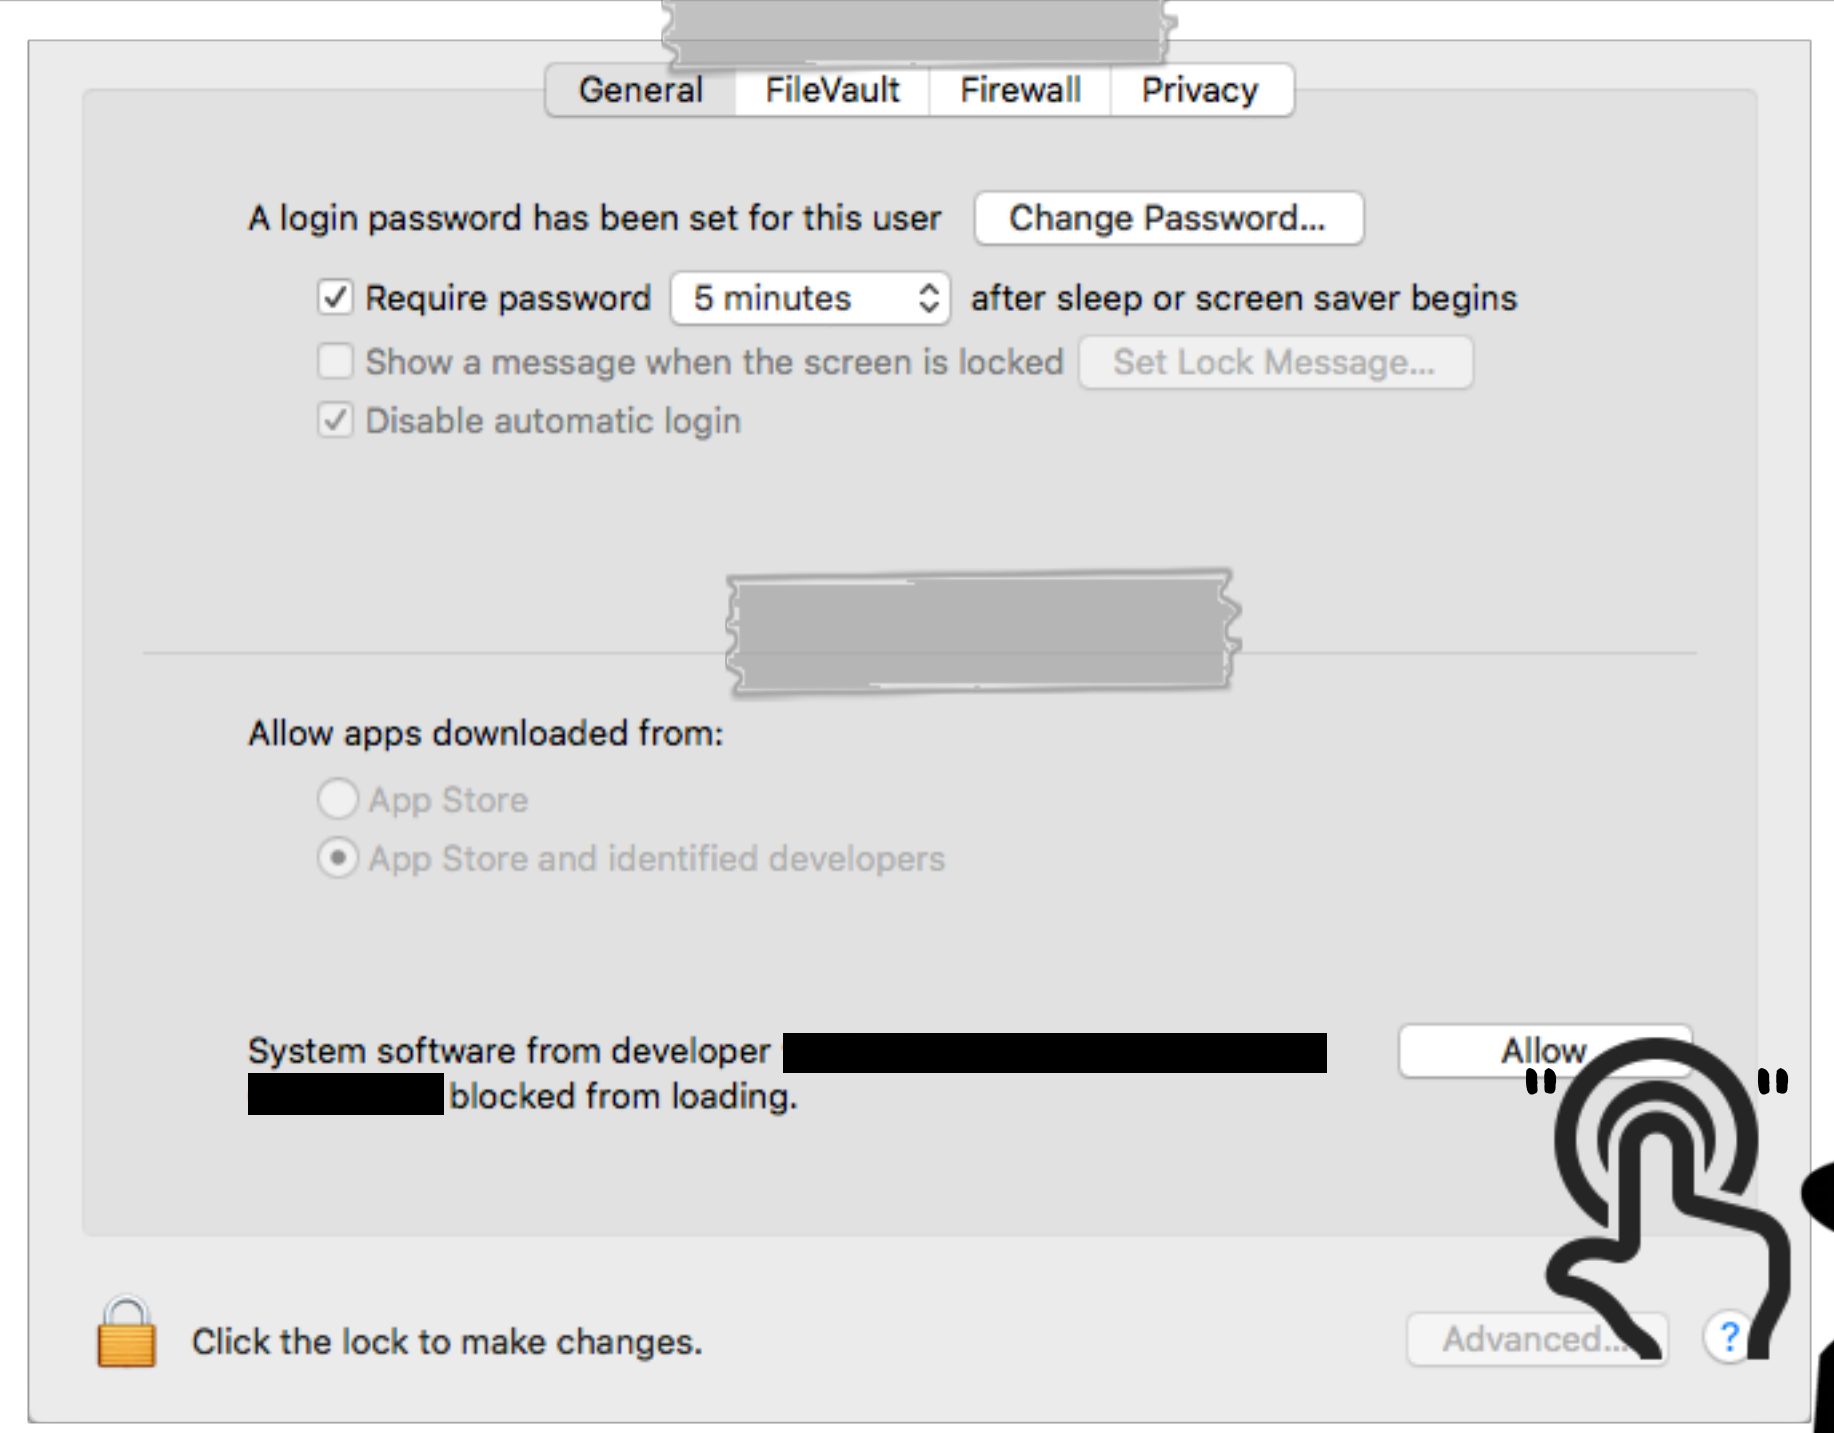 General FileVault Firewall Privacy
A login password has been set for this user Change Password...
Require password 5 minutes after sleep or screen saver begins
Show a message when the screen is locked Set Lock Message...
Disable automatic login
Allow apps downloaded from:
App Store
App Store and identified developers
System software from developer Allow
blocked from loading.
" "
Click the lock to make changes. Advanced... ?